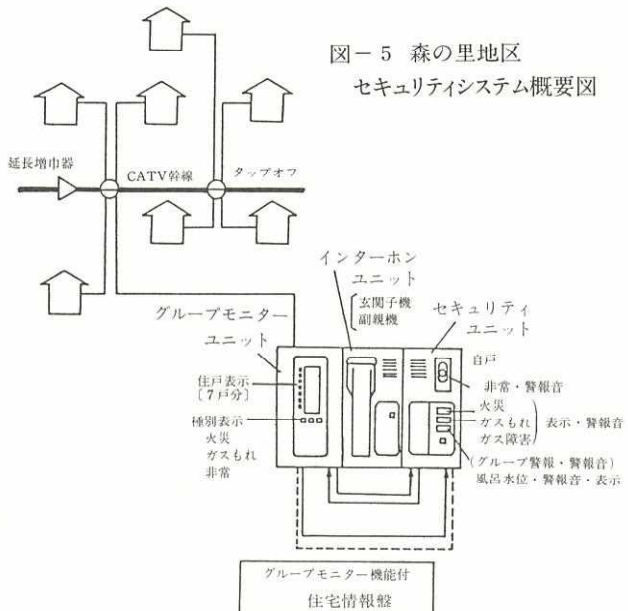 図－5 森の里地区
セキュリティシステム概要図
延長増巾器
CATV幹線
タップオフ
インターホン
ユニット
玄関子機
副親機
グループモニター
ユニット
セキュリティ
ユニット
住戸表示
〔7戸分〕
種別表示
火災
ガスもれ
非常
自戸
非常・警報音
火災
ガスもれ
ガス障害
表示・警報音
(グループ警報・警報音)
風呂水位・警報音・表示
グループモニター機能付
住宅情報盤